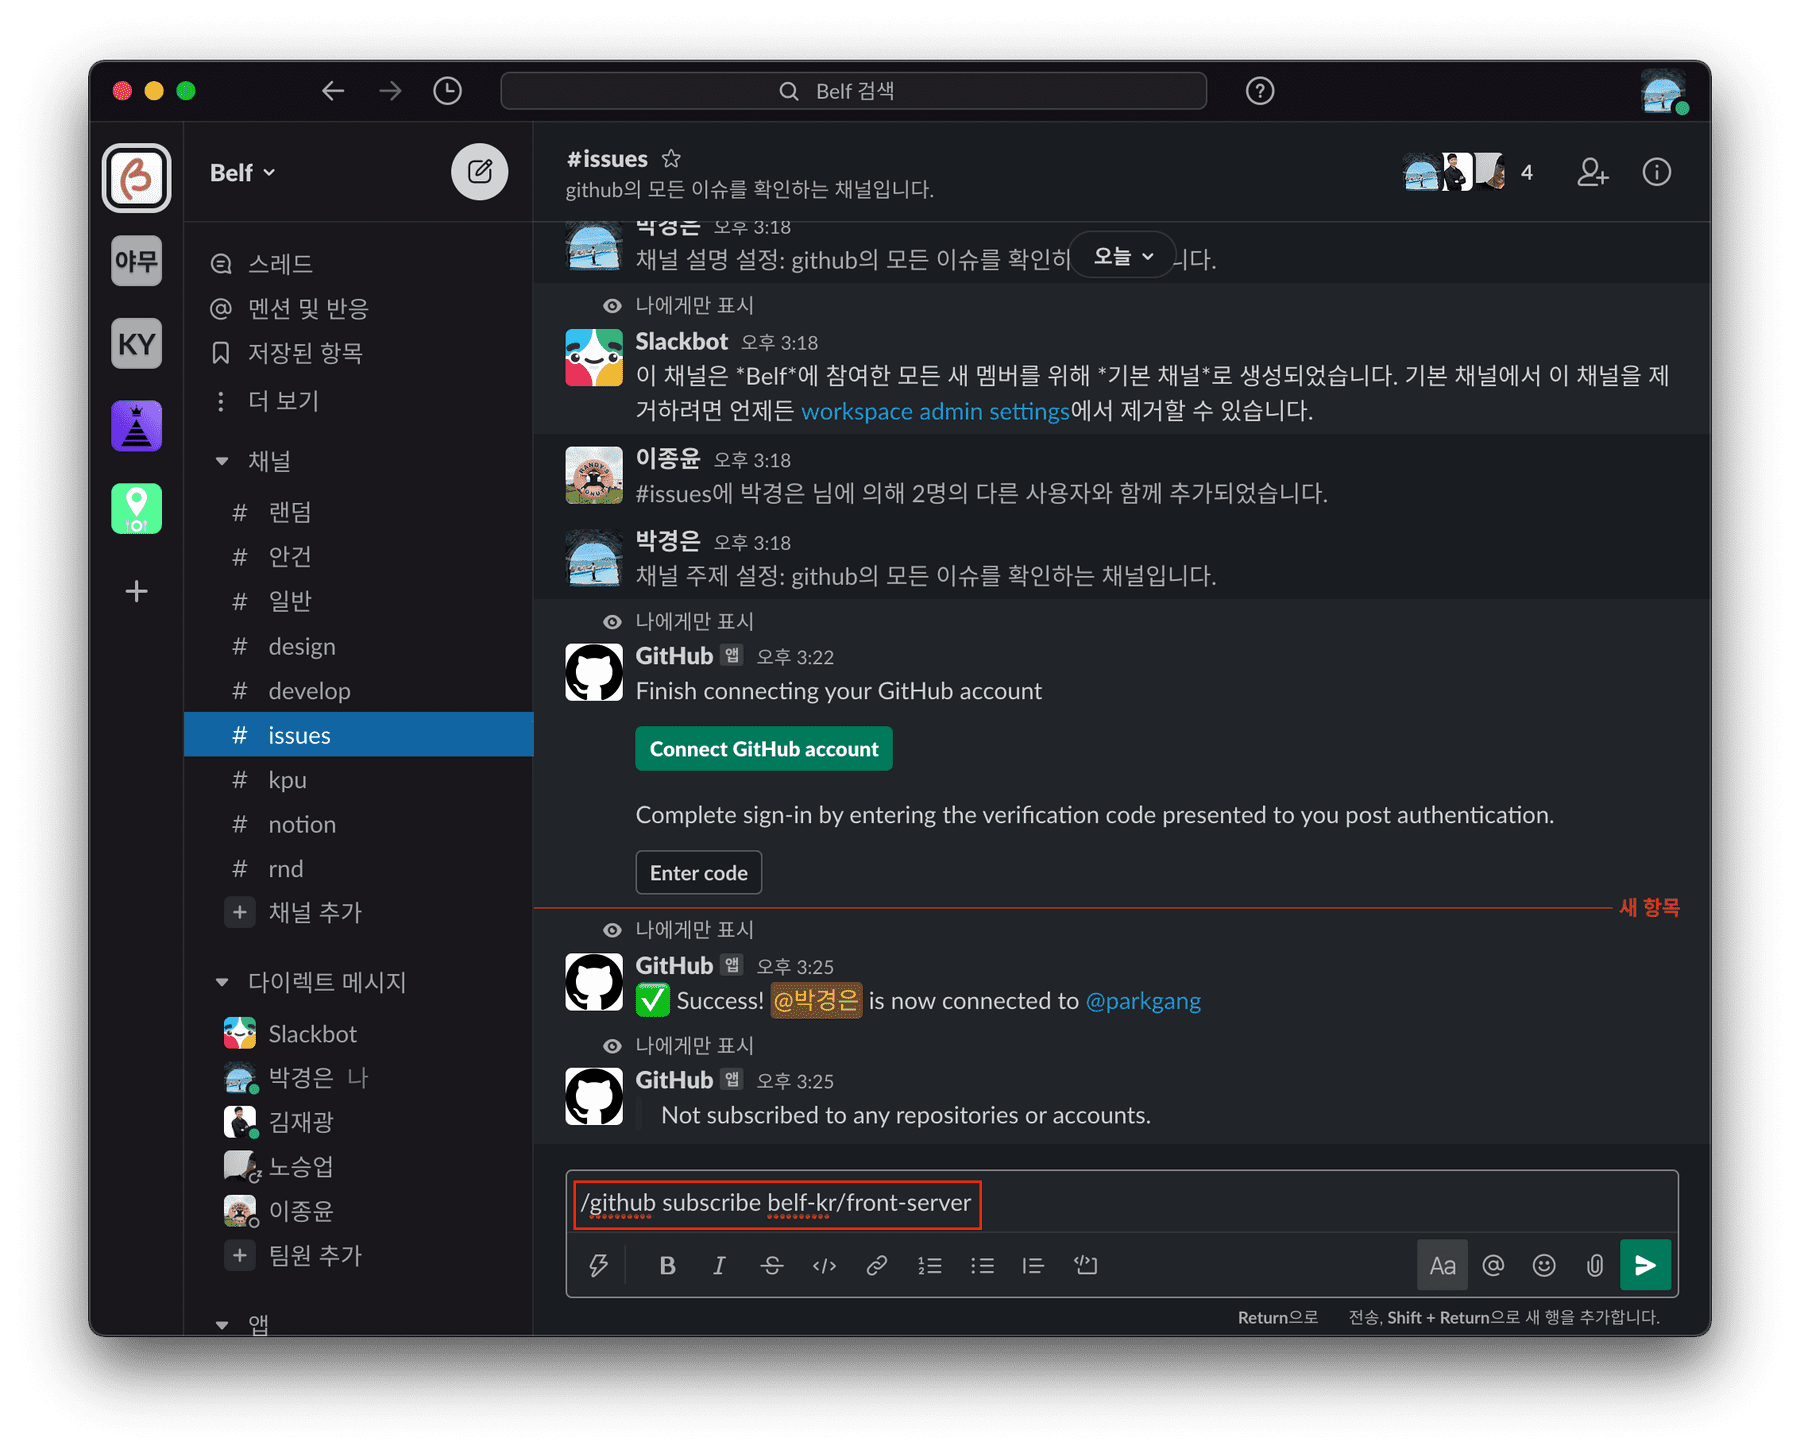 Belf 검색
Belf
야무
KY
스레드
멘션 및 반응
저장된 항목
더 보기
채널
# 랜덤
# 안건
# 일반
# design
# develop
# issues
# kpu
# notion
# rnd
+ 채널 추가
다이렉트 메시지
Slackbot
박경은 나
김재광
노승업
이종윤
+ 팀원 추가
앱
#issues
github의 모든 이슈를 확인하는 채널입니다.
4
박경은 오후 3:18
채널 설명 설정: github의 모든 이슈를 확인하 니다.
오늘
나에게만 표시
Slackbot 오후 3:18
이 채널은 *Belf*에 참여한 모든 새 멤버를 위해 *기본 채널*로 생성되었습니다. 기본 채널에서 이 채널을 제
거하려면 언제든 workspace admin settings에서 제거할 수 있습니다.
이종윤 오후 3:18
#issues에 박경은 님에 의해 2명의 다른 사용자와 함께 추가되었습니다.
박경은 오후 3:18
채널 주제 설정: github의 모든 이슈를 확인하는 채널입니다.
나에게만 표시
GitHub 앱 오후 3:22
Finish connecting your GitHub account
Connect GitHub account
Complete sign-in by entering the verification code presented to you post authentication.
Enter code
새 항목
나에게만 표시
GitHub 앱 오후 3:25
Success! @박경은 is now connected to @parkgang
나에게만 표시
GitHub 앱 오후 3:25
Not subscribed to any repositories or accounts.
/github subscribe belf-kr/front-server
B I S Aa @
Return으로 전송, Shift + Return으로 새 행을 추가합니다.